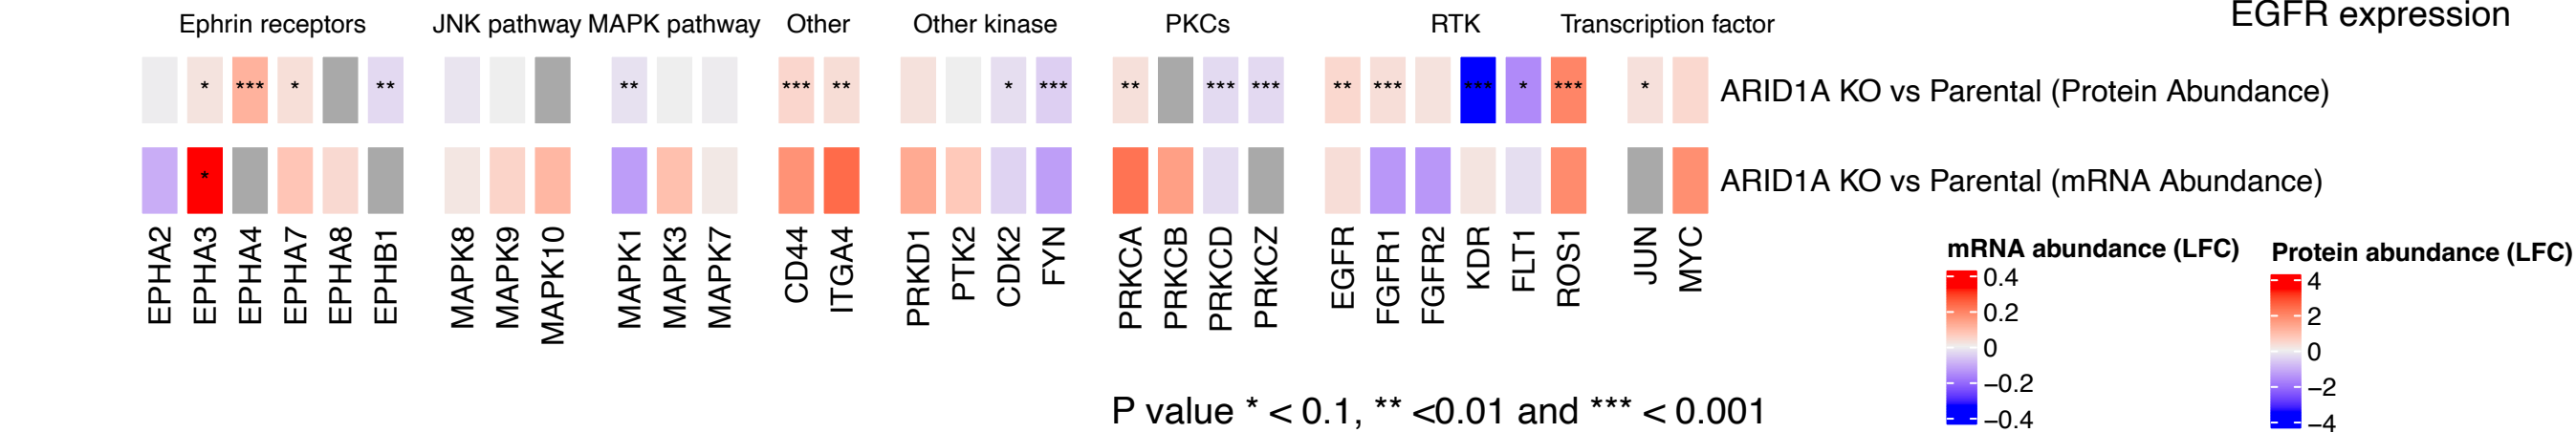 EGFR expression
Ephrin receptors JNK pathway MAPK pathway Other Other kinase PKCs RTK Transcription factor
* *** * ** ** *** ** * *** ** *** *** ** *** *** * *** * ARID1A KO vs Parental (Protein Abundance)
* ARID1A KO vs Parental (mRNA Abundance)
EPHA2 EPHA3 EPHA4 EPHA7 EPHA8 EPHB1 MAPK8 MAPK9 MAPK10 MAPK1 MAPK3 MAPK7 CD44 ITGA4 PRKD1 PTK2 CDK2 FYN PRKCA PRKCB PRKCD PRKCZ EGFR FGFR1 FGFR2 KDR FLT1 ROS1 JUN MYC
mRNA abundance (LFC)
0.4
0.2
0
−0.2
−0.4
Protein abundance (LFC)
4
2
0
−2
−4
P value * < 0.1, ** <0.01 and *** < 0.001